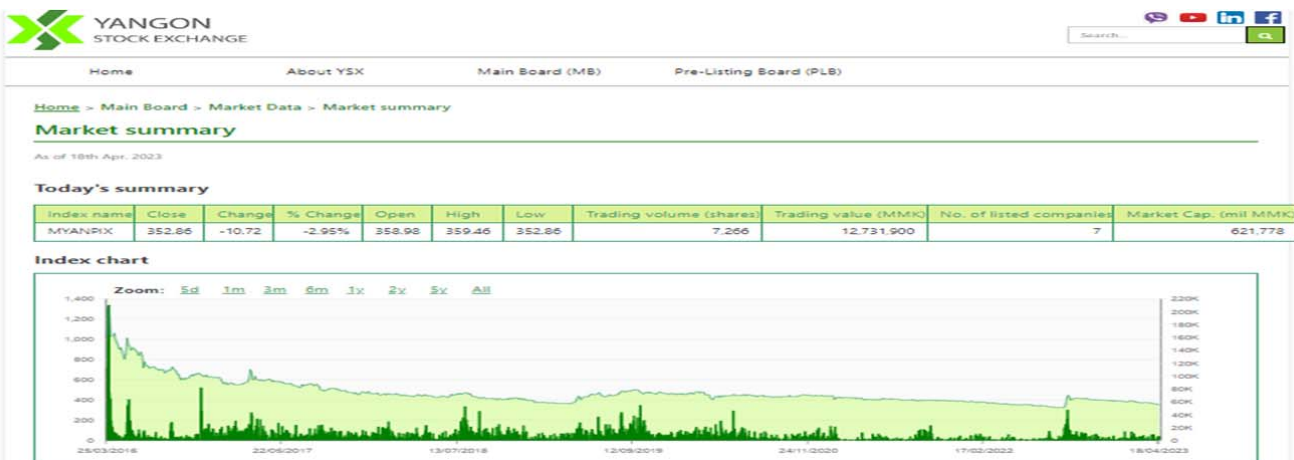 YANGON
STOCK EXCHANGE
in f
Search...
Home About YSX Main Board (MB) Pre-Listing Board (PLB)
Home > Main Board > Market Data > Market summary
Market summary
As of 18th Apr. 2023
Today's summary
Index name Close Change % Change Open High Low Trading volume (shares) Trading value (MMK) No. of listed companies Market Cap. (mil MMK)
MYANPIX 352.86 -10.72 -2.95% 358.98 359.46 352.86 7,266 12,731,900 7 621,778
Index chart
Zoom: 5d 1m 3m 6m 1y 2y 5y All
1,400 220K
1,200 200K
180K
1,000 160K
140K
800 120K
600 100K
80K
400 60K
40K
200 20K
0 0
25/03/2016 22/06/2017 13/07/2018 12/09/2019 24/11/2020 17/02/2022 18/04/2023